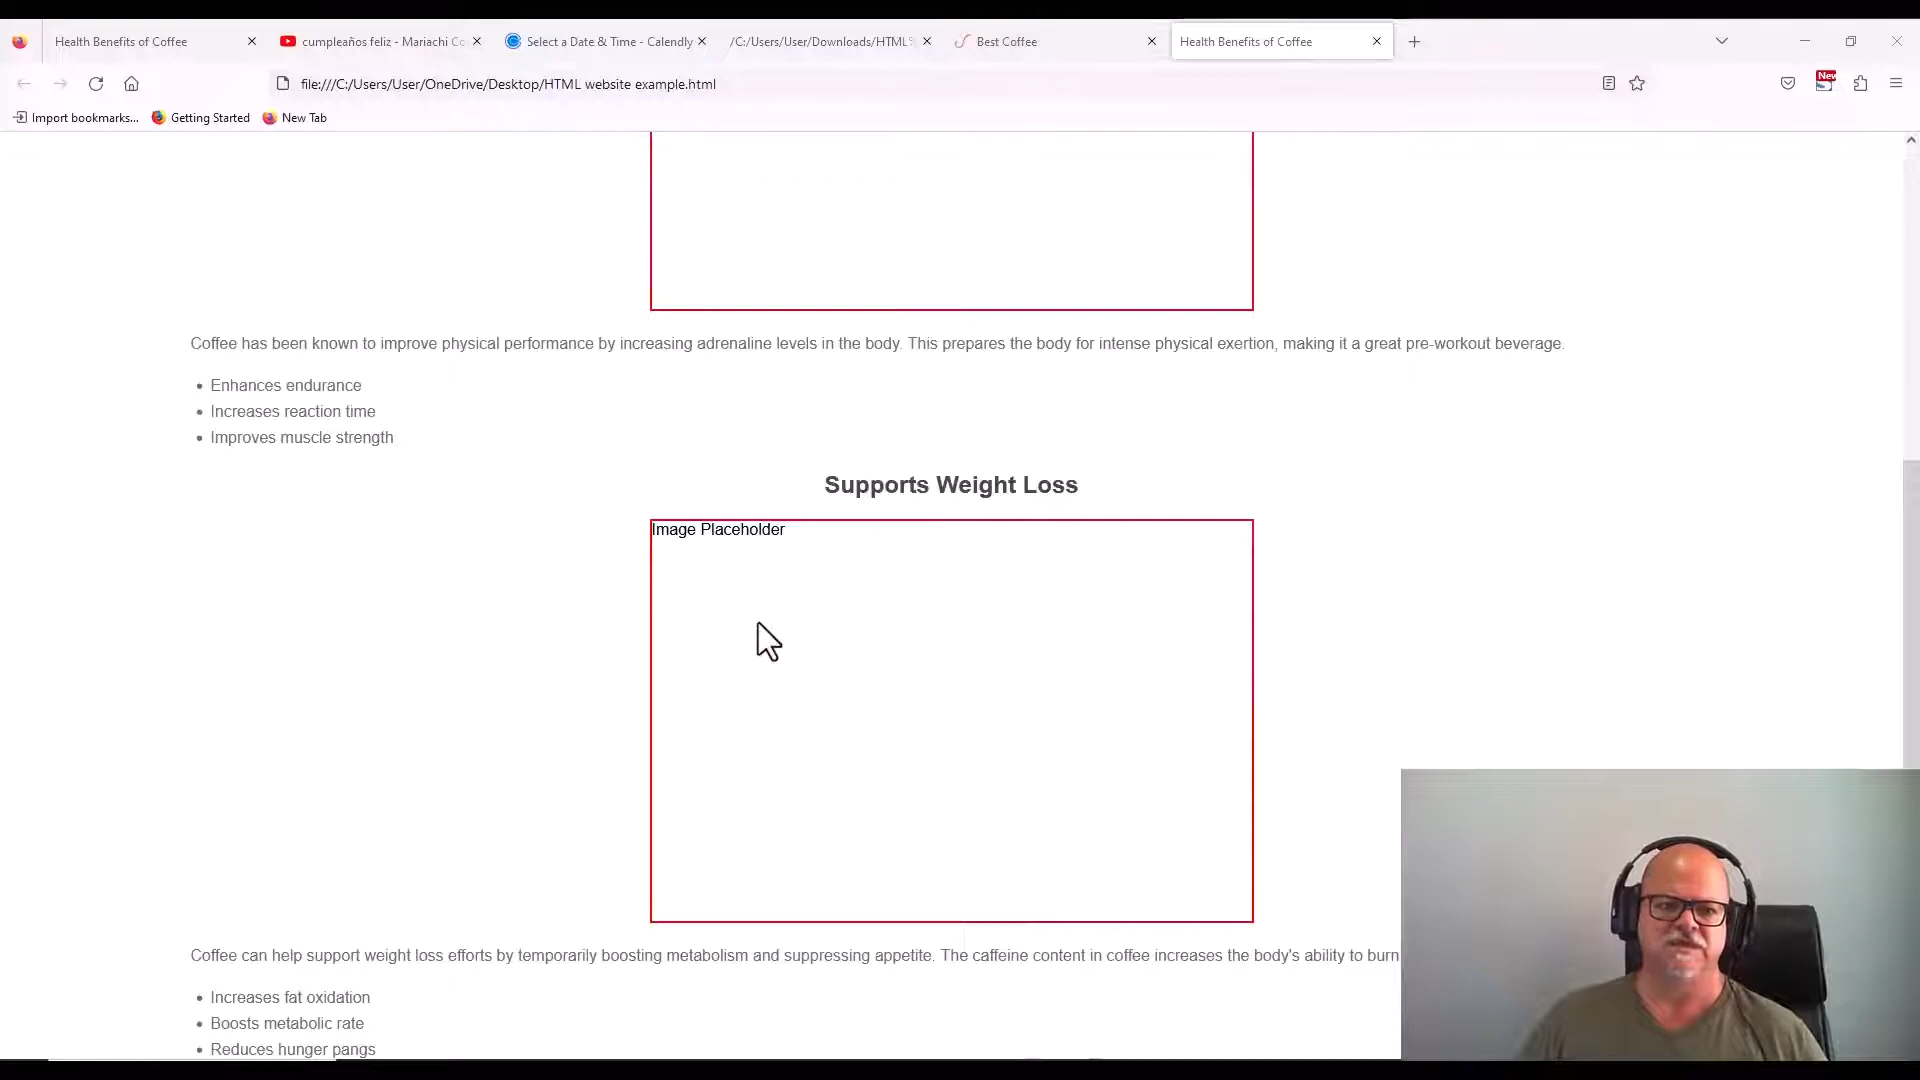 Health Benefits of Coffee
cumpleaños feliz - Mariachi Co
Select a Date & Time - Calendly
/C:/Users/User/Downloads/HTML%
Best Coffee
Health Benefits of Coffee
file:///C:/Users/User/OneDrive/Desktop/HTML website example.html
New
Import bookmarks...
Getting Started
New Tab
Coffee has been known to improve physical performance by increasing adrenaline levels in the body. This prepares the body for intense physical exertion, making it a great pre-workout beverage.
• Enhances endurance
• Increases reaction time
• Improves muscle strength
Supports Weight Loss
Image Placeholder
Coffee can help support weight loss efforts by temporarily boosting metabolism and suppressing appetite. The caffeine content in coffee increases the body's ability to burn
• Increases fat oxidation
• Boosts metabolic rate
• Reduces hunger pangs